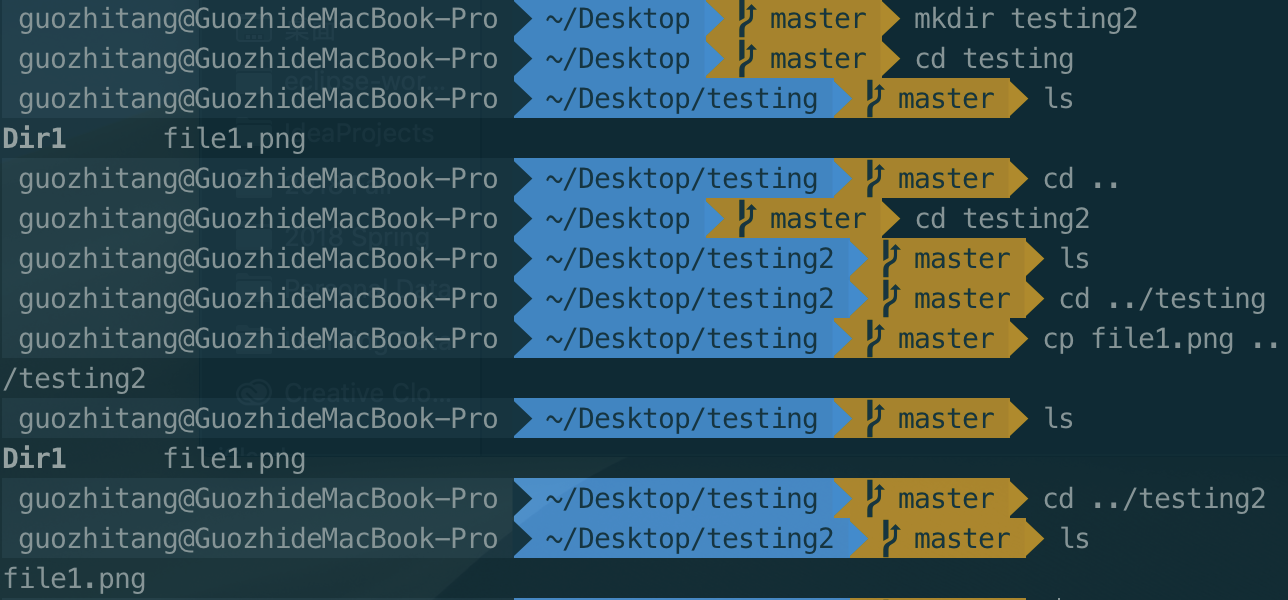 guozhitang@GuozhideMacBook-Pro ~/Desktop master mkdir testing2
guozhitang@GuozhideMacBook-Pro ~/Desktop master cd testing
guozhitang@GuozhideMacBook-Pro ~/Desktop/testing master ls
Dir1 file1.png
guozhitang@GuozhideMacBook-Pro ~/Desktop/testing master cd ..
guozhitang@GuozhideMacBook-Pro ~/Desktop master cd testing2
guozhitang@GuozhideMacBook-Pro ~/Desktop/testing2 master ls
guozhitang@GuozhideMacBook-Pro ~/Desktop/testing2 master cd ../testing
guozhitang@GuozhideMacBook-Pro ~/Desktop/testing master cp file1.png ..
/testing2
guozhitang@GuozhideMacBook-Pro ~/Desktop/testing master ls
Dir1 file1.png
guozhitang@GuozhideMacBook-Pro ~/Desktop/testing master cd ../testing2
guozhitang@GuozhideMacBook-Pro ~/Desktop/testing2 master ls
file1.png